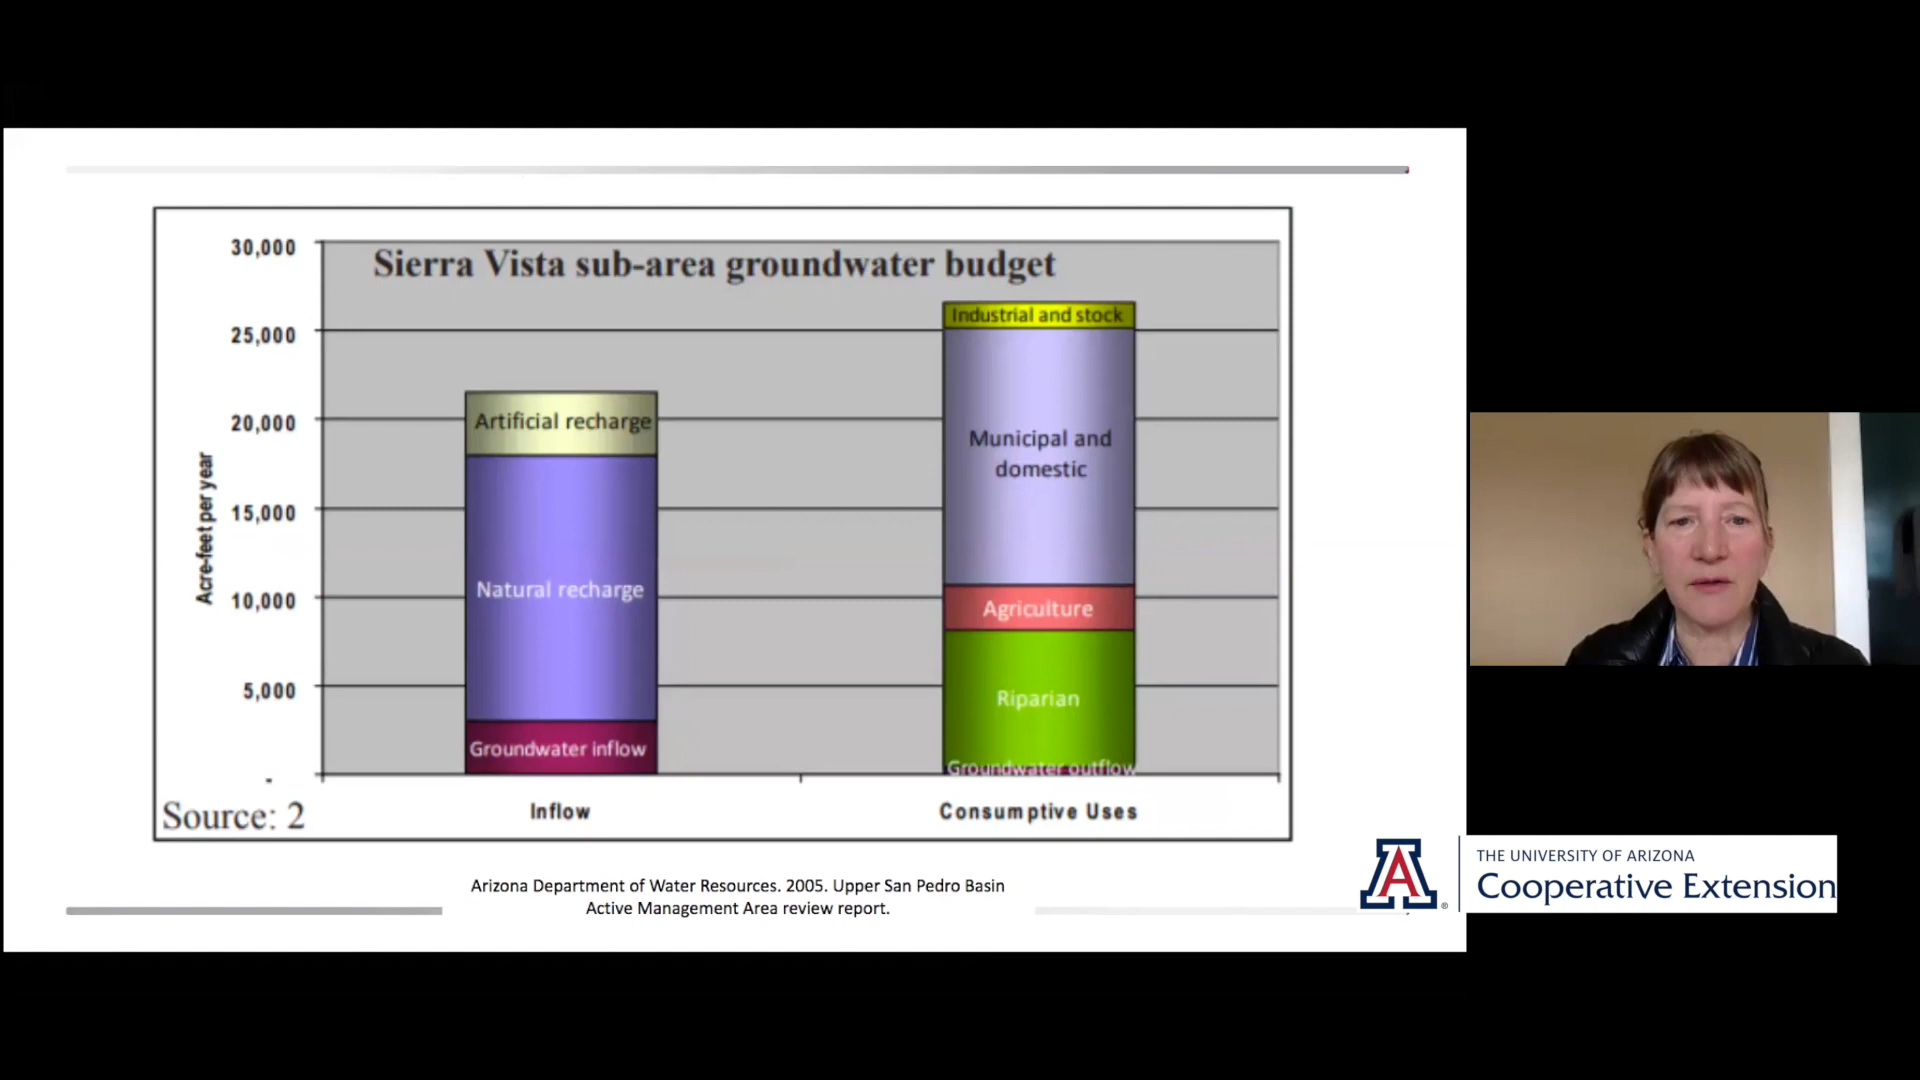 Sierra Vista sub-area groundwater budget
30,000
25,000
20,000
15,000
10,000
5,000
-
Acre-feet per year
Artificial recharge
Natural recharge
Groundwater inflow
Industrial and stock
Municipal and
domestic
Agriculture
Riparian
Groundwater outflow
Inflow
Consumptive Uses
Source: 2
Arizona Department of Water Resources. 2005. Upper San Pedro Basin
Active Management Area review report.
A®
THE UNIVERSITY OF ARIZONA
Cooperative Extension